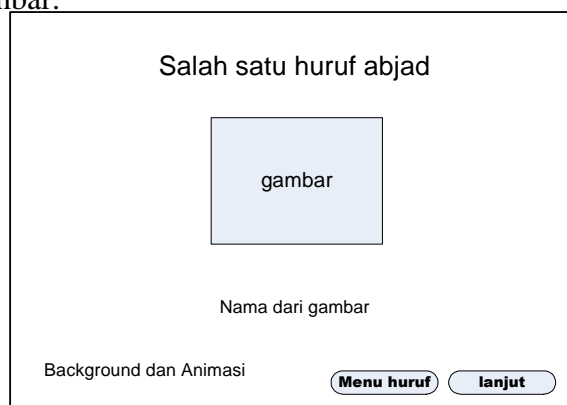 Salah satu huruf abjad
gambar
Nama dari gambar
Background dan Animasi
Menu huruf
lanjut